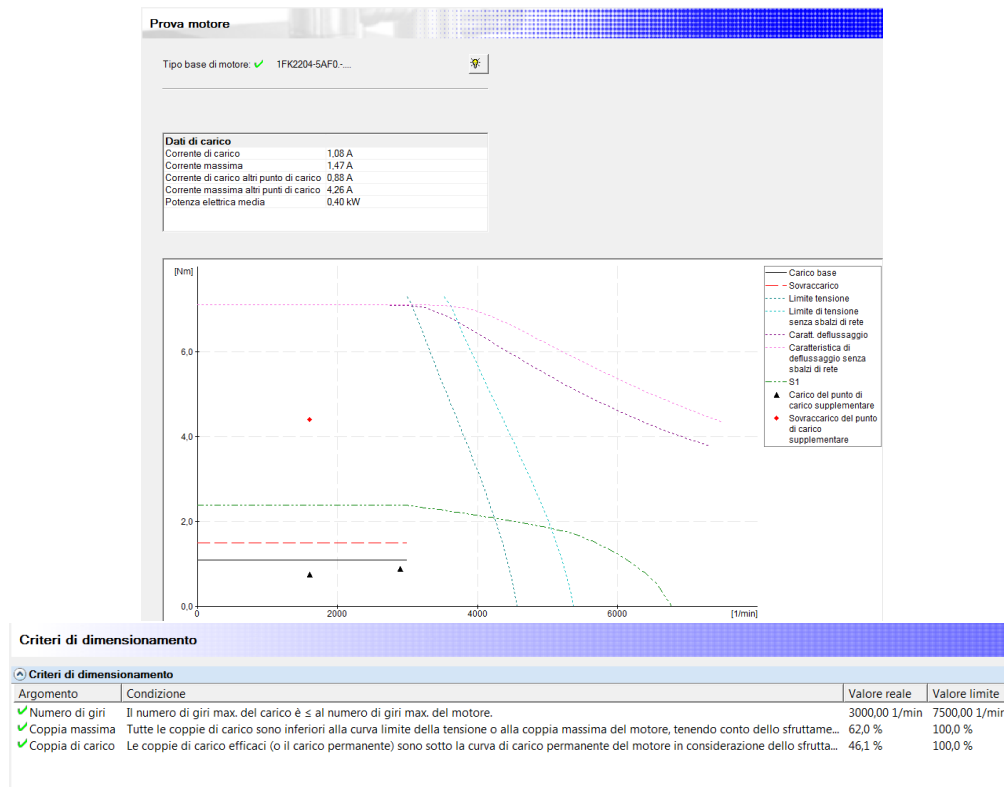 Prova motore
Tipo base di motore: 1FK2204-5AF0.-....
Dati di carico
Corrente di carico 1,08 A
Corrente massima 1,47 A
Corrente di carico altri punto di carico 0,88 A
Corrente massima altri punti di carico 4,26 A
Potenza elettrica media 0,40 kW
[Nm]
6,0
4,0
2,0
0,0
0 2000 4000 6000 [1/min]
Carico base
Sovraccarico
Limite tensione
Limite di tensione
senza sbalzi di rete
Caratt. deflussaggio
Caratteristica di
deflussaggio senza
sbalzi di rete
S1
Carico del punto di
carico supplementare
Sovraccarico del punto
di carico
supplementare
Criteri di dimensionamento
Criteri di dimensionamento
Argomento Condizione Valore reale Valore limite
Numero di giri Il numero di giri max. del carico è ≤ al numero di giri max. del motore. 3000,00 1/min 7500,00 1/min
Coppia massima Tutte le coppie di carico sono inferiori alla curva limite della tensione o alla coppia massima del motore, tenendo conto dello sfruttame... 62,0 % 100,0 %
Coppia di carico Le coppie di carico efficaci (o il carico permanente) sono sotto la curva di carico permanente del motore in considerazione dello sfrutta... 46,1 % 100,0 %